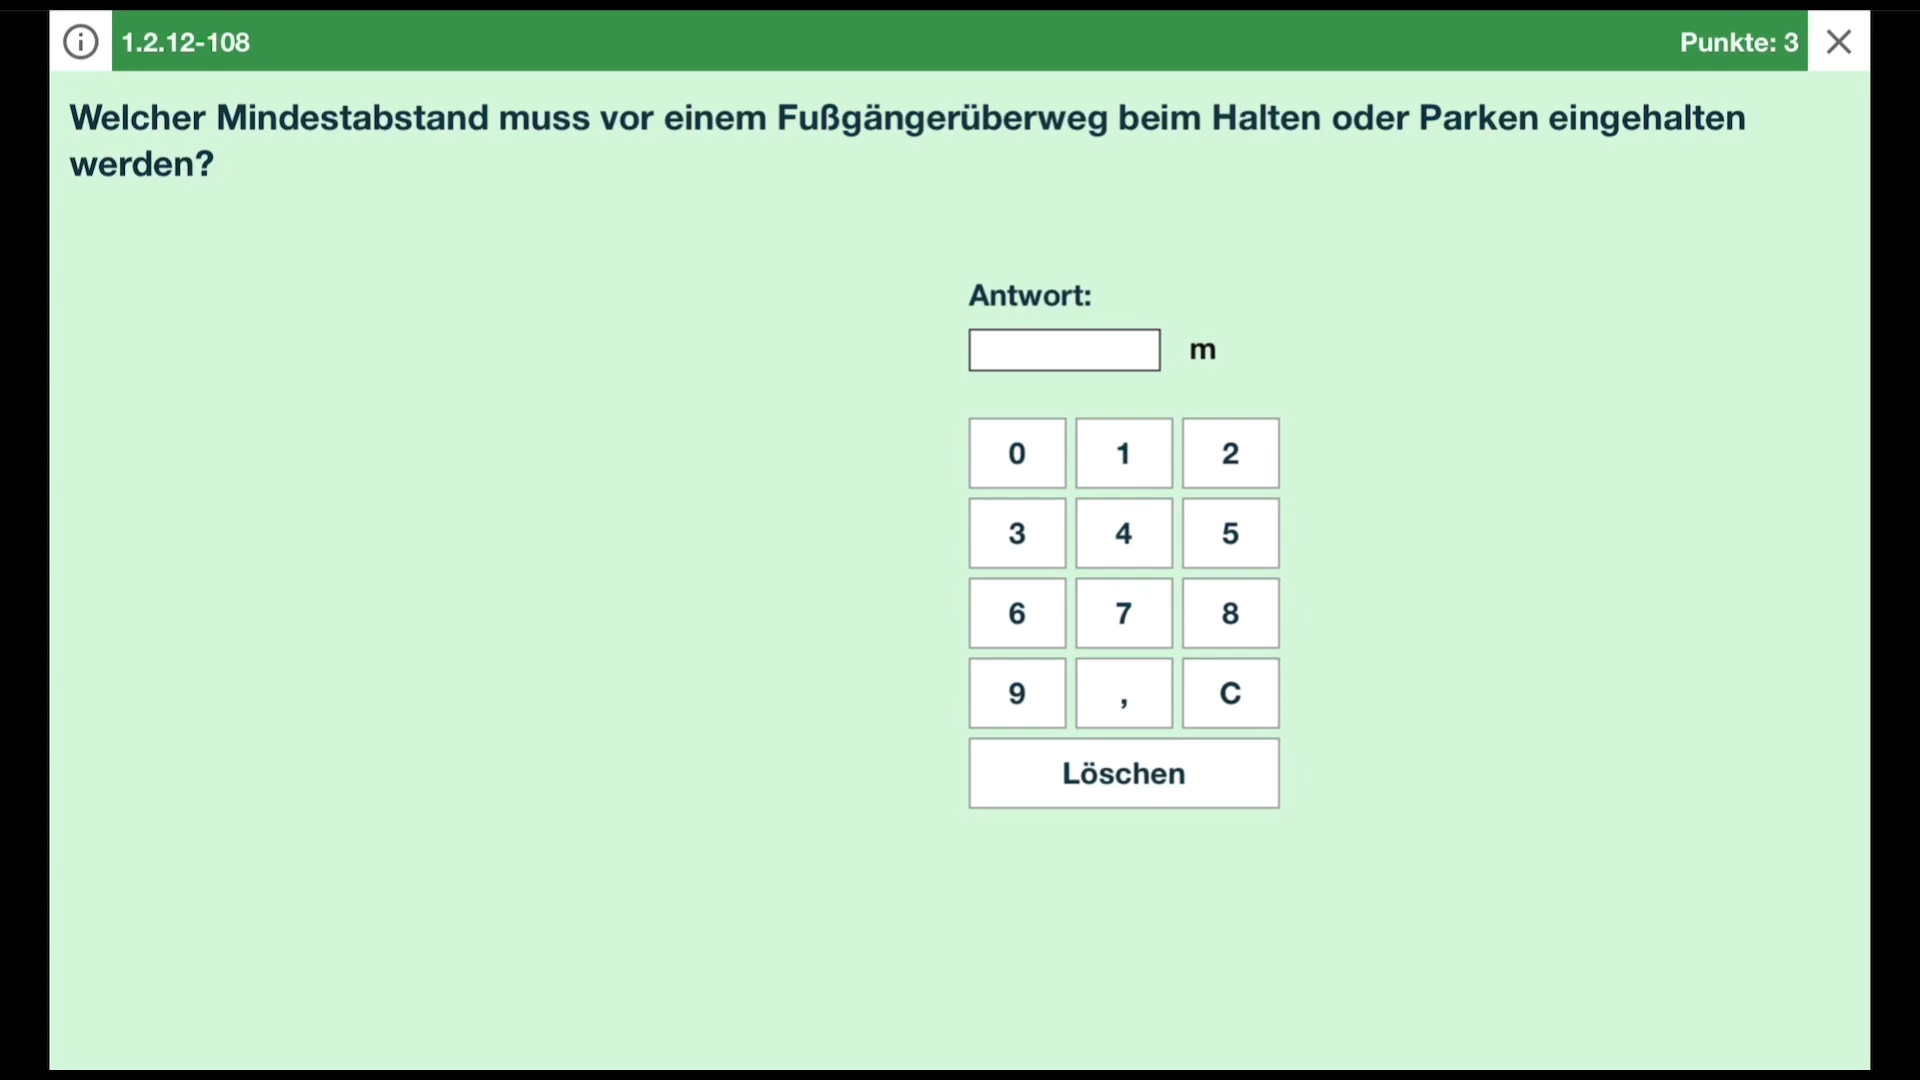 1.2.12-108
Punkte: 3
Welcher Mindestabstand muss vor einem Fußgängerüberweg beim Halten oder Parken eingehalten
werden?
Antwort:
m
0 1 2
3 4 5
6 7 8
9 , C
Löschen